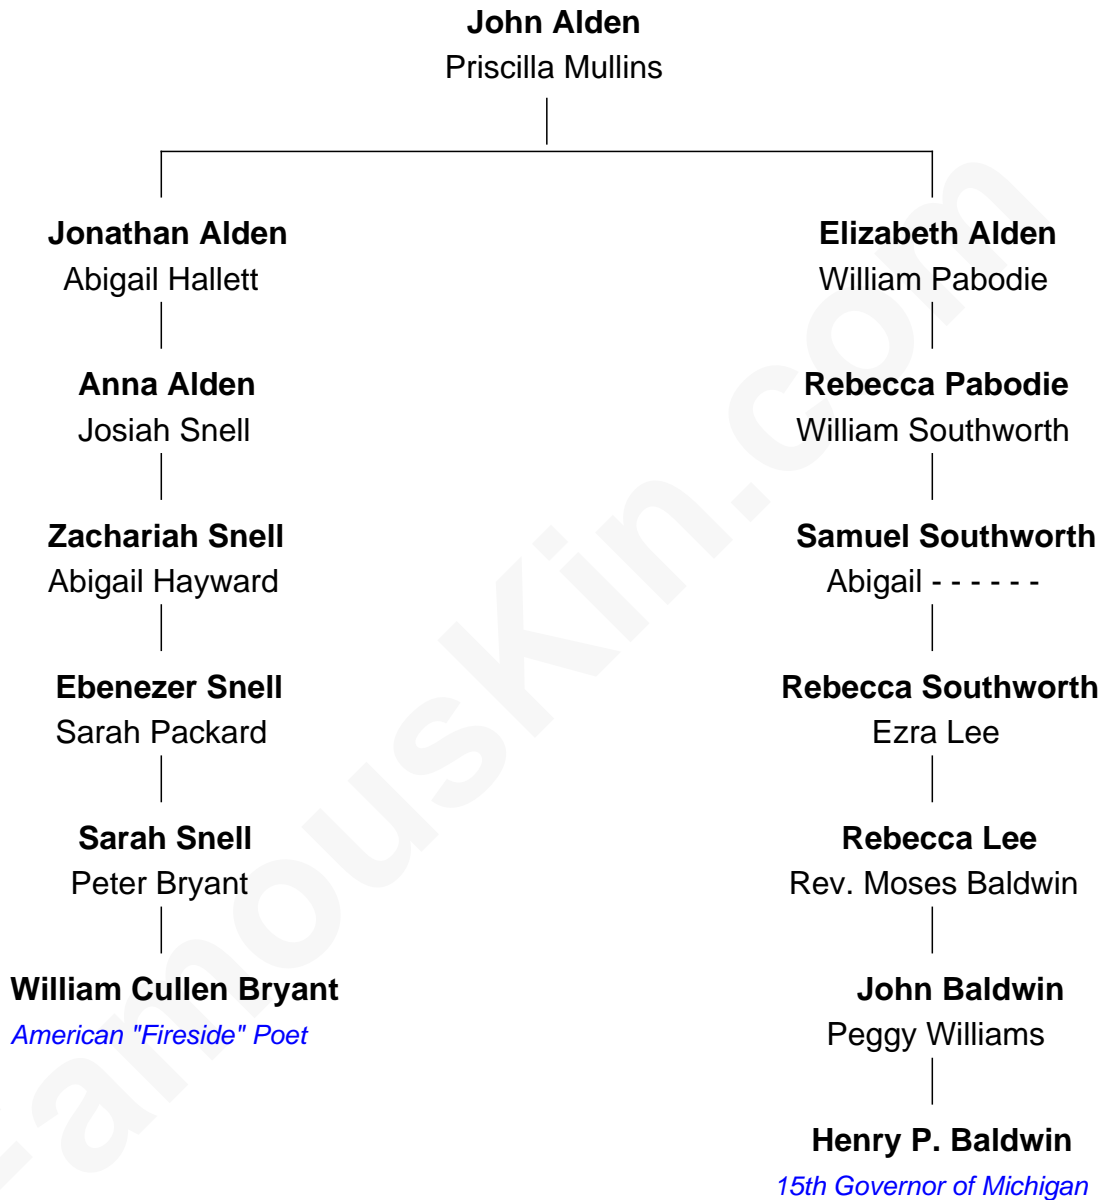 John Alden
Priscilla Mullins
Jonathan Alden
Abigail Hallett
Anna Alden
Josiah Snell
Zachariah Snell
Abigail Hayward
Ebenezer Snell
Sarah Packard
Sarah Snell
Peter Bryant
William Cullen Bryant
American "Fireside" Poet
Elizabeth Alden
William Pabodie
Rebecca Pabodie
William Southworth
Samuel Southworth
Abigail - - - - - -
Rebecca Southworth
Ezra Lee
Rebecca Lee
Rev. Moses Baldwin
John Baldwin
Peggy Williams
Henry P. Baldwin
15th Governor of Michigan
FamousKin.com